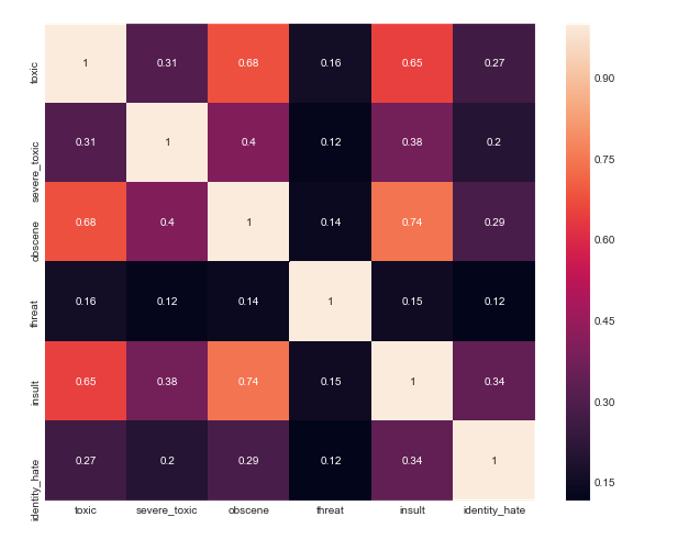 toxic 1 0.31 0.68 0.16 0.65 0.27
severe_toxic 0.31 1 0.4 0.12 0.38 0.2
obscene 0.68 0.4 1 0.14 0.74 0.29
threat 0.16 0.12 0.14 1 0.15 0.12
insult 0.65 0.38 0.74 0.15 1 0.34
identity_hate 0.27 0.2 0.29 0.12 0.34 1
toxic severe_toxic obscene threat insult identity_hate
0.90
0.75
0.60
0.45
0.30
0.15